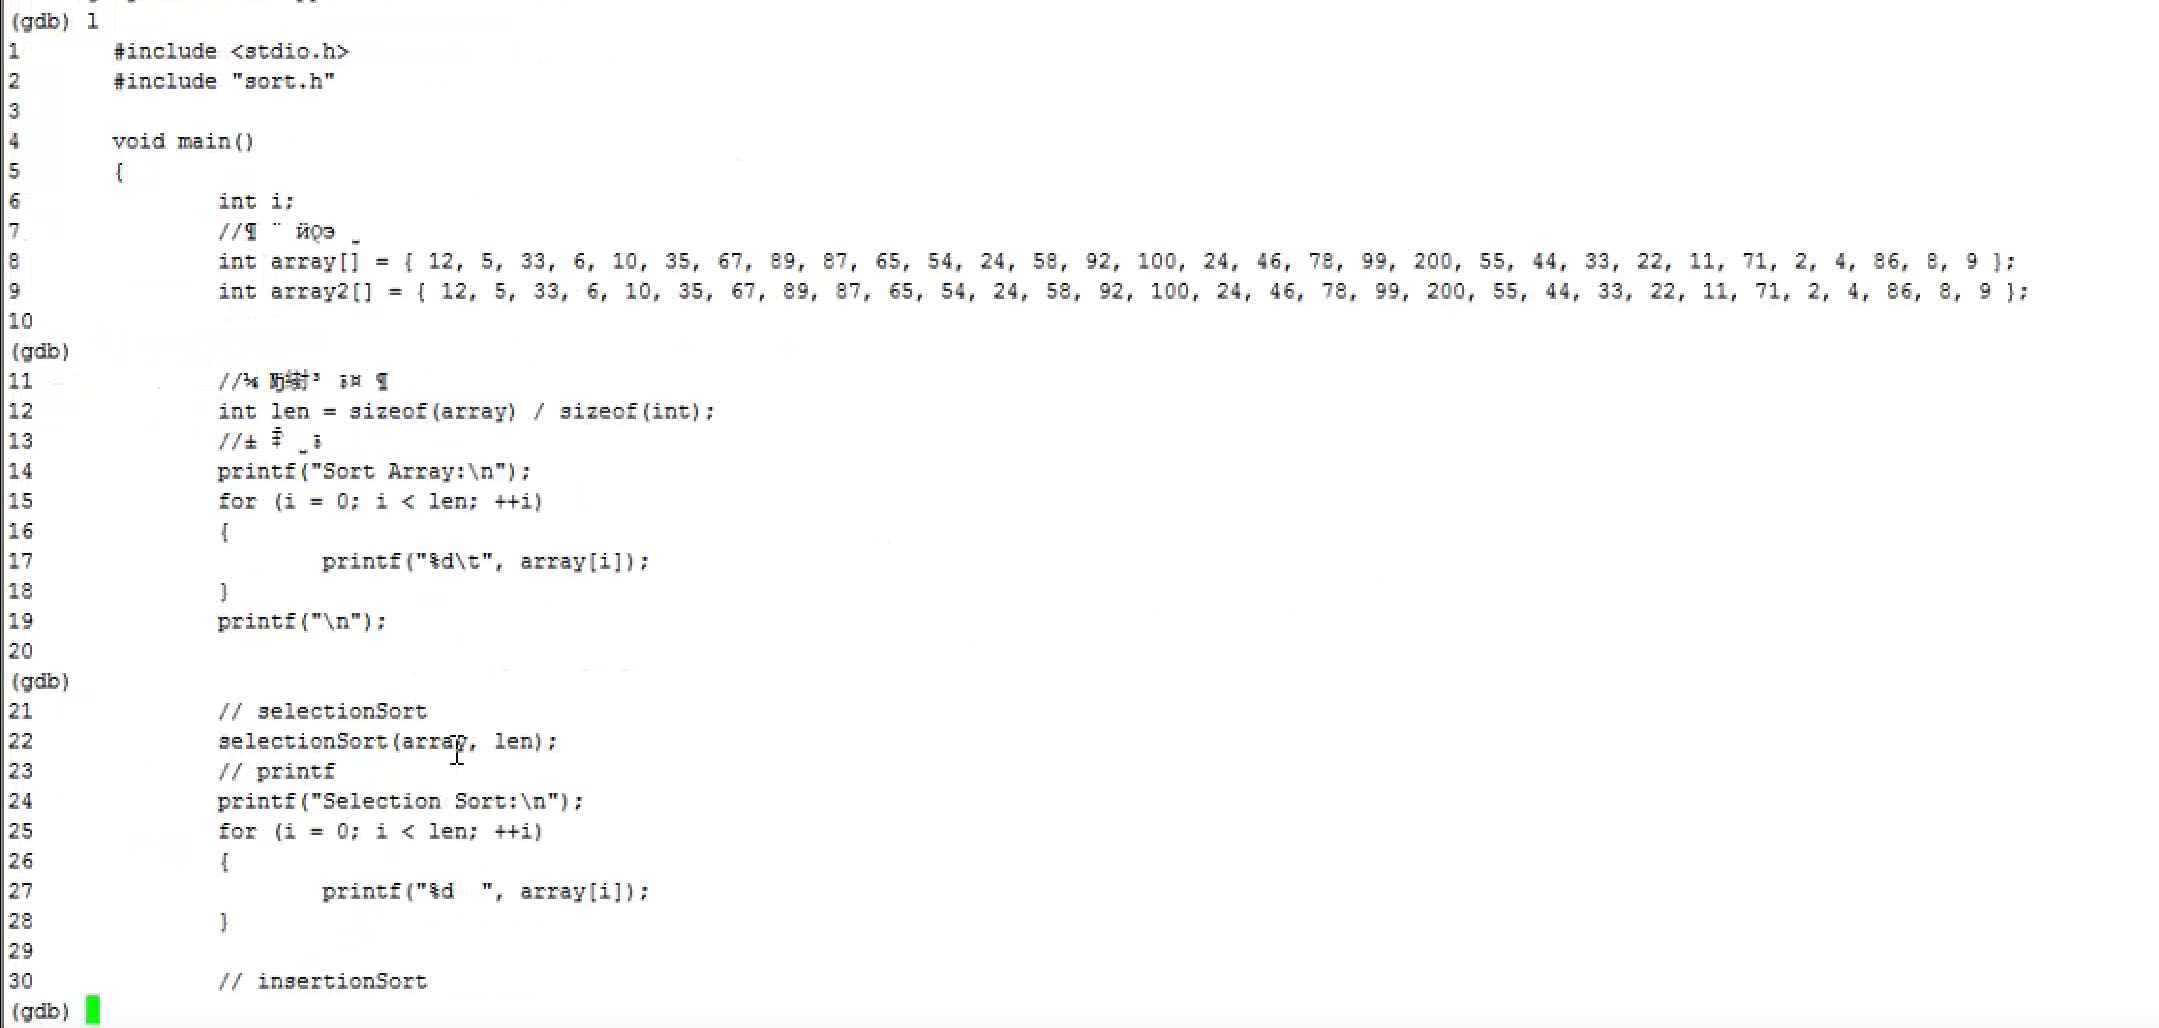 (gdb) l
1 #include <stdio.h>
2 #include "sort.h"
3
4 void main()
5 {
6 int i;
7 //
8 int array[] = { 12, 5, 33, 6, 10, 35, 67, 89, 87, 65, 54, 24, 58, 92, 100, 24, 46, 78, 99, 200, 55, 44, 33, 22, 11, 71, 2, 4, 86, 8, 9 };
9 int array2[] = { 12, 5, 33, 6, 10, 35, 67, 89, 87, 65, 54, 24, 58, 92, 100, 24, 46, 78, 99, 200, 55, 44, 33, 22, 11, 71, 2, 4, 86, 8, 9 };
10
(gdb)
11 //
12 int len = sizeof(array) / sizeof(int);
13 //
14 printf("Sort Array:\n");
15 for (i = 0; i < len; ++i)
16 {
17 printf("%d\t", array[i]);
18 }
19 printf("\n");
20
(gdb)
21 // selectionSort
22 selectionSort(array, len);
23 // printf
24 printf("Selection Sort:\n");
25 for (i = 0; i < len; ++i)
26 {
27 printf("%d  ", array[i]);
28 }
29
30 // insertionSort
(gdb)